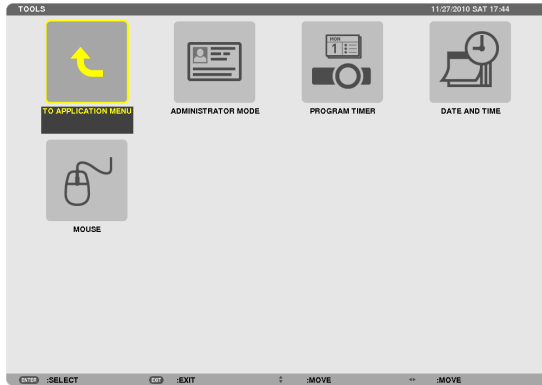 TOOLS 11/27/2010 SAT 17:44
MON
1
TO APPLICATION MENU ADMINISTRATOR MODE PROGRAM TIMER DATE AND TIME
MOUSE
ENTER :SELECT EXIT :EXIT :MOVE :MOVE